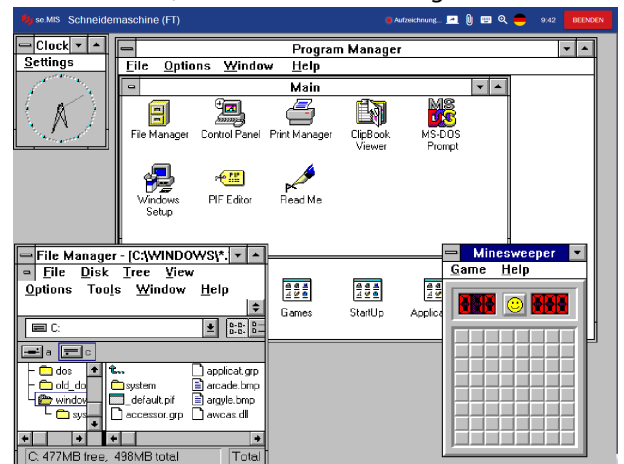 se.MIS Schneidemaschine (FT)
Aufzeichnung...
9:42
BEENDEN
Clock
Settings
Program Manager
File Options Window Help
Main
File Manager
Control Panel
Print Manager
ClipBook Viewer
MS-DOS Prompt
Windows Setup
PIF Editor
Read Me
Games
StartUp
Applica
File Manager - [C:\WINDOWS\*.
File Disk Tree View
Options Tools Window Help
C:
a
c
dos
old_do
window
sys
system
_default.pif
accessor.grp
applicat.grp
arcade.bmp
argyle.bmp
awcas.dll
C: 477MB free, 498MB total
Total
Minesweeper
Game Help